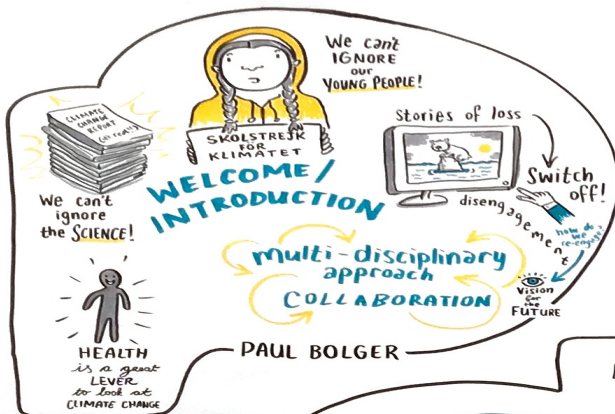 We can't
IGNORE
our
YOUNG PEOPLE!
SKOLSTREJK
FÖR
KLIMATET
CLIMATE
CHANGE
REPORT
(it's real!!)
We can't
ignore
the SCIENCE!
WELCOME/
INTRODUCTION
Stories of loss
Switch
off!
disengagement
how do
we
re-engage?
Vision
for
the
FUTURE
Multi-disciplinary
approach
COLLABORATION
HEALTH
is a great
LEVER
to look at
CLIMATE CHANGE
PAUL BOLGER